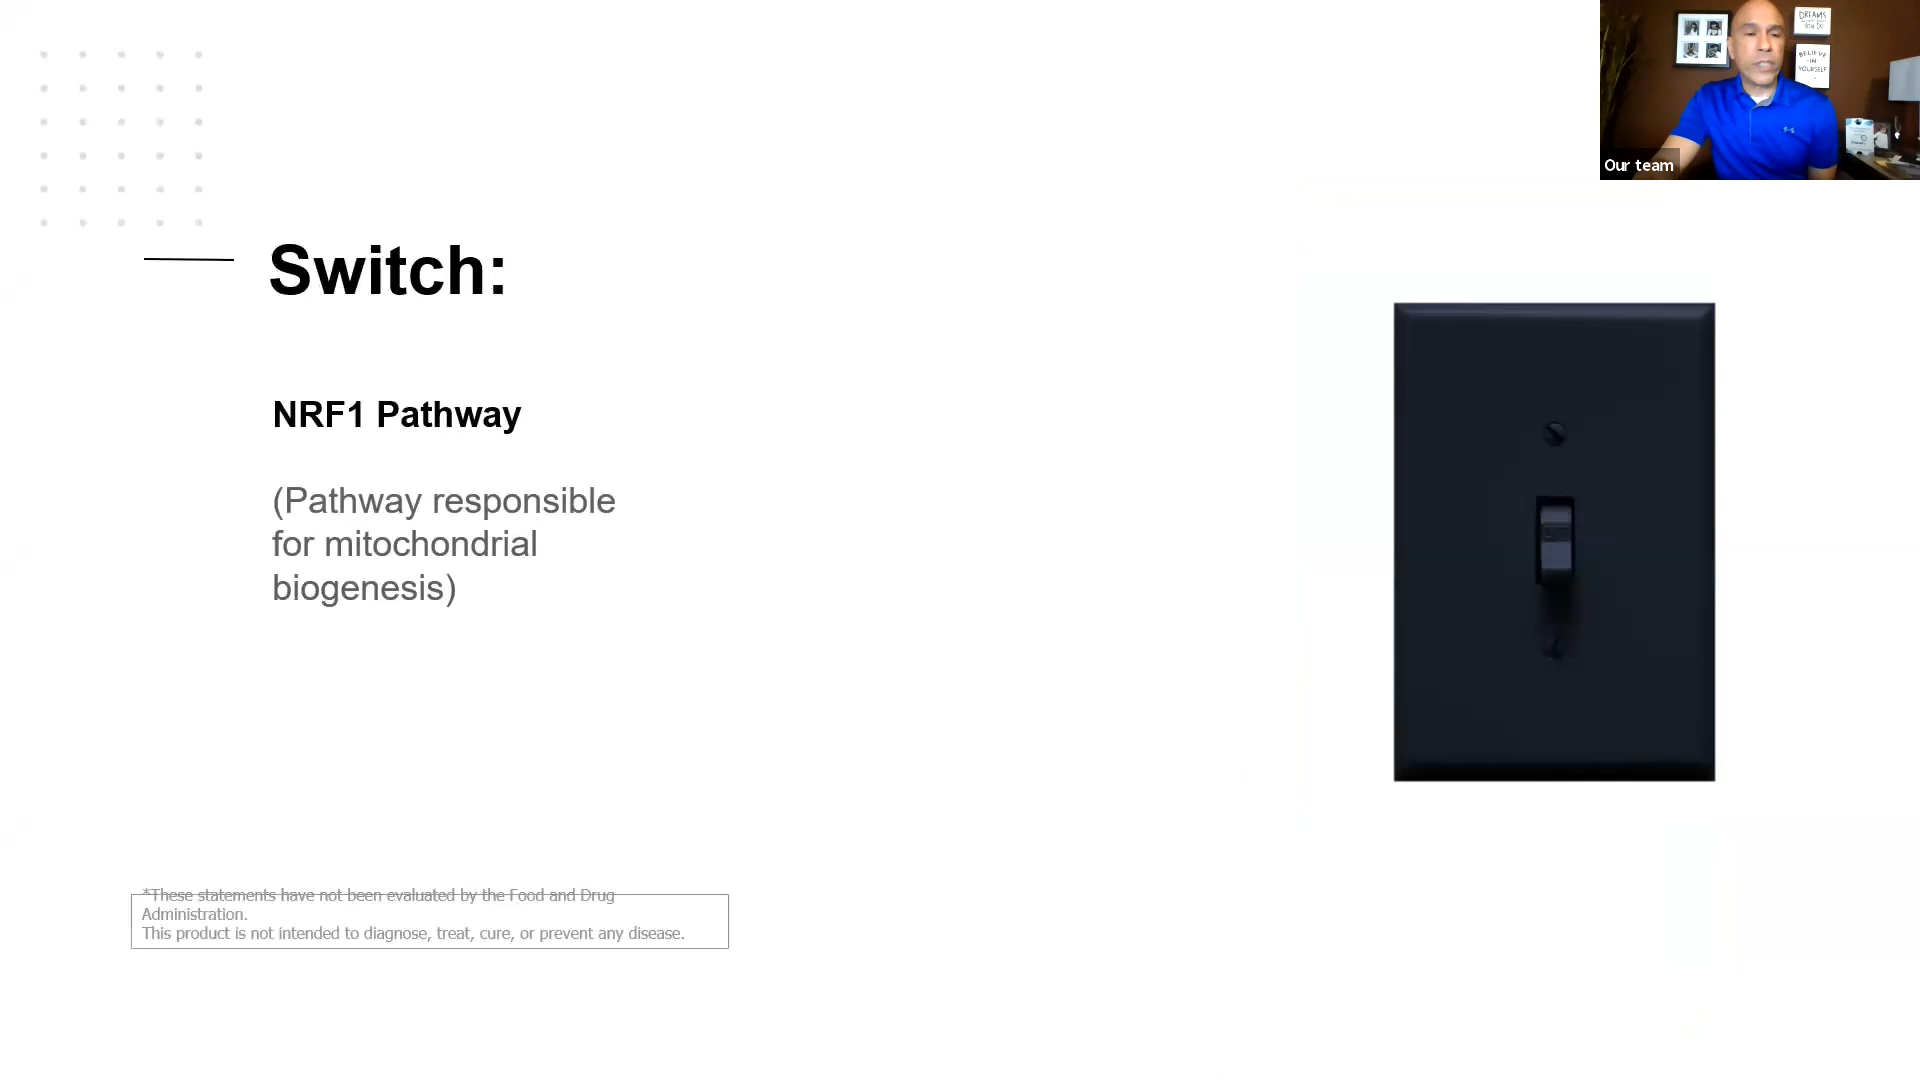 DREAMS
YOU DO
BELIEVE
-IN
YOURSELF
Our team
Switch:
NRF1 Pathway
(Pathway responsible
for mitochondrial
biogenesis)
*These statements have not been evaluated by the Food and Drug
Administration.
This product is not intended to diagnose, treat, cure, or prevent any disease.